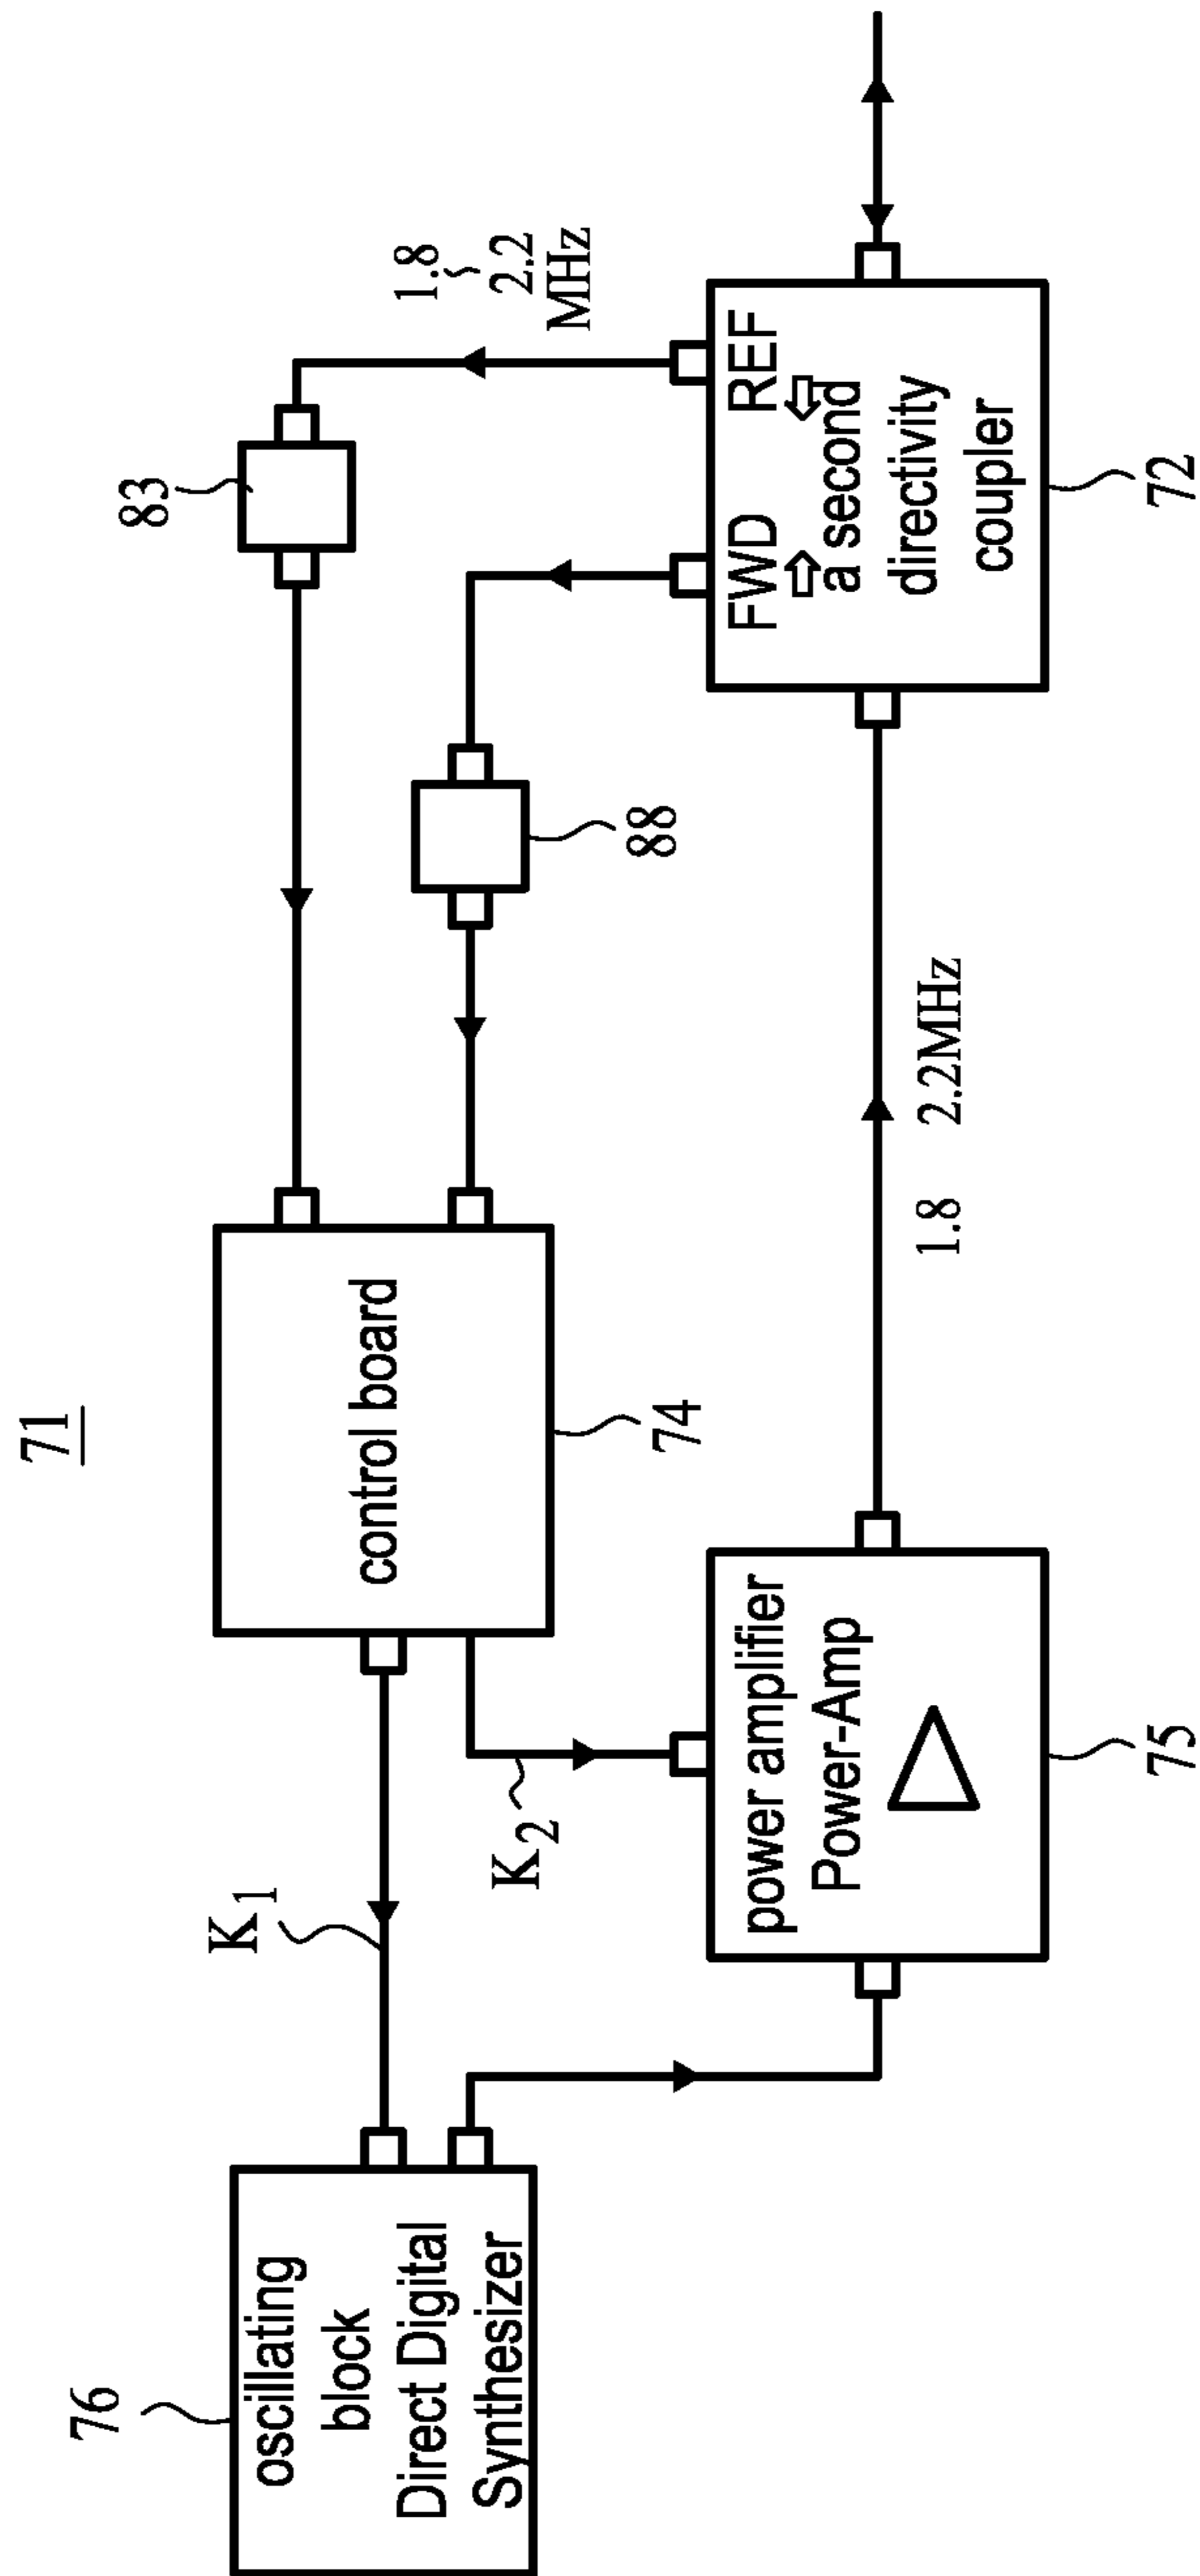 71
76
oscillating
block
Direct Digital
Synthesizer
K1
K2
control board
74
83
88
1.8
~
2.2
MHz
power amplifier
Power-Amp
75
1.8 2.2MHz
FWD REF
a second
directivity
coupler
72